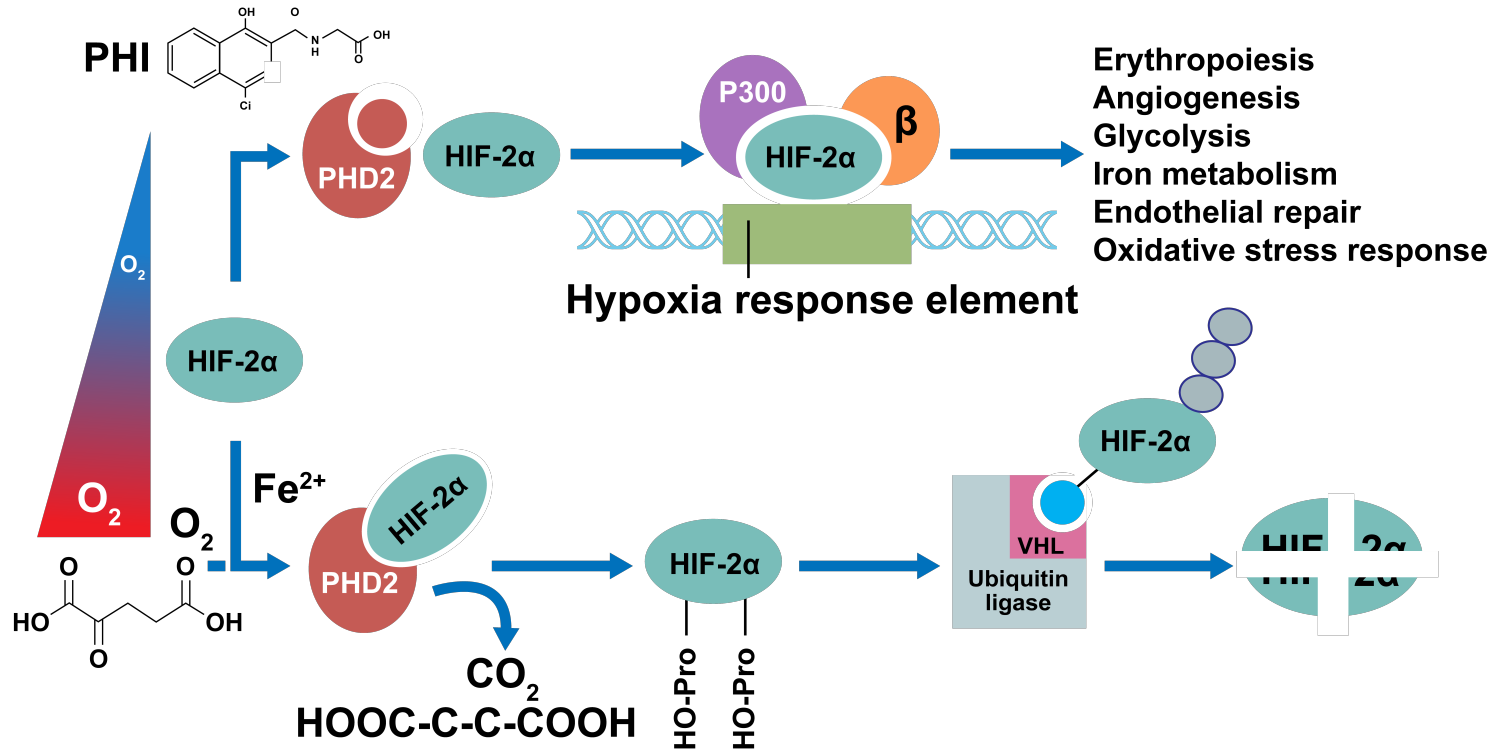 PHI
OH
O
N
H
OH
O
Ci
P300
β
HIF-2α
PHD2
HIF-2α
Erythropoiesis
Angiogenesis
Glycolysis
Iron metabolism
Endothelial repair
Oxidative stress response
O2
Hypoxia response element
HIF-2α
O2
Fe2+
O2
HIF-2α
PHD2
HIF-2α
HIF-2α
VHL
Ubiquitin
ligase
HIF 2α
O
O
HO
OH
O
CO2
HOOC-C-C-COOH
HO-Pro
HO-Pro